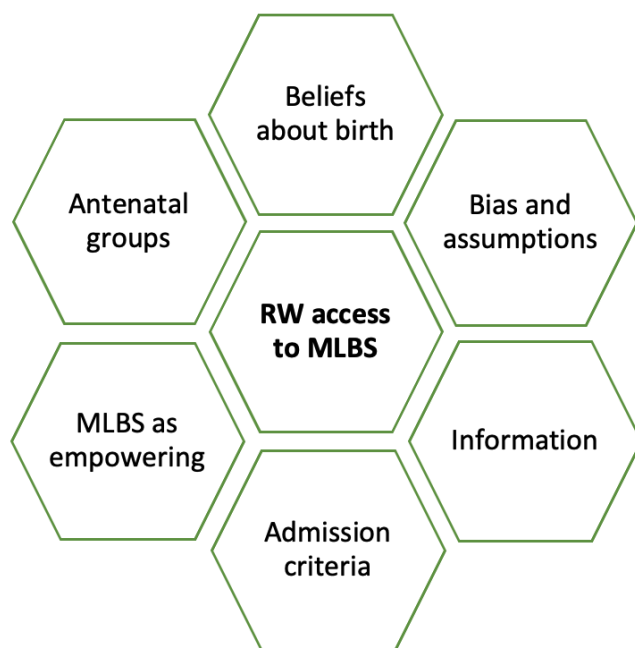 Beliefs
about birth
Antenatal
groups
Bias and
assumptions
RW access
to MLBS
MLBS as
empowering
Information
Admission
criteria